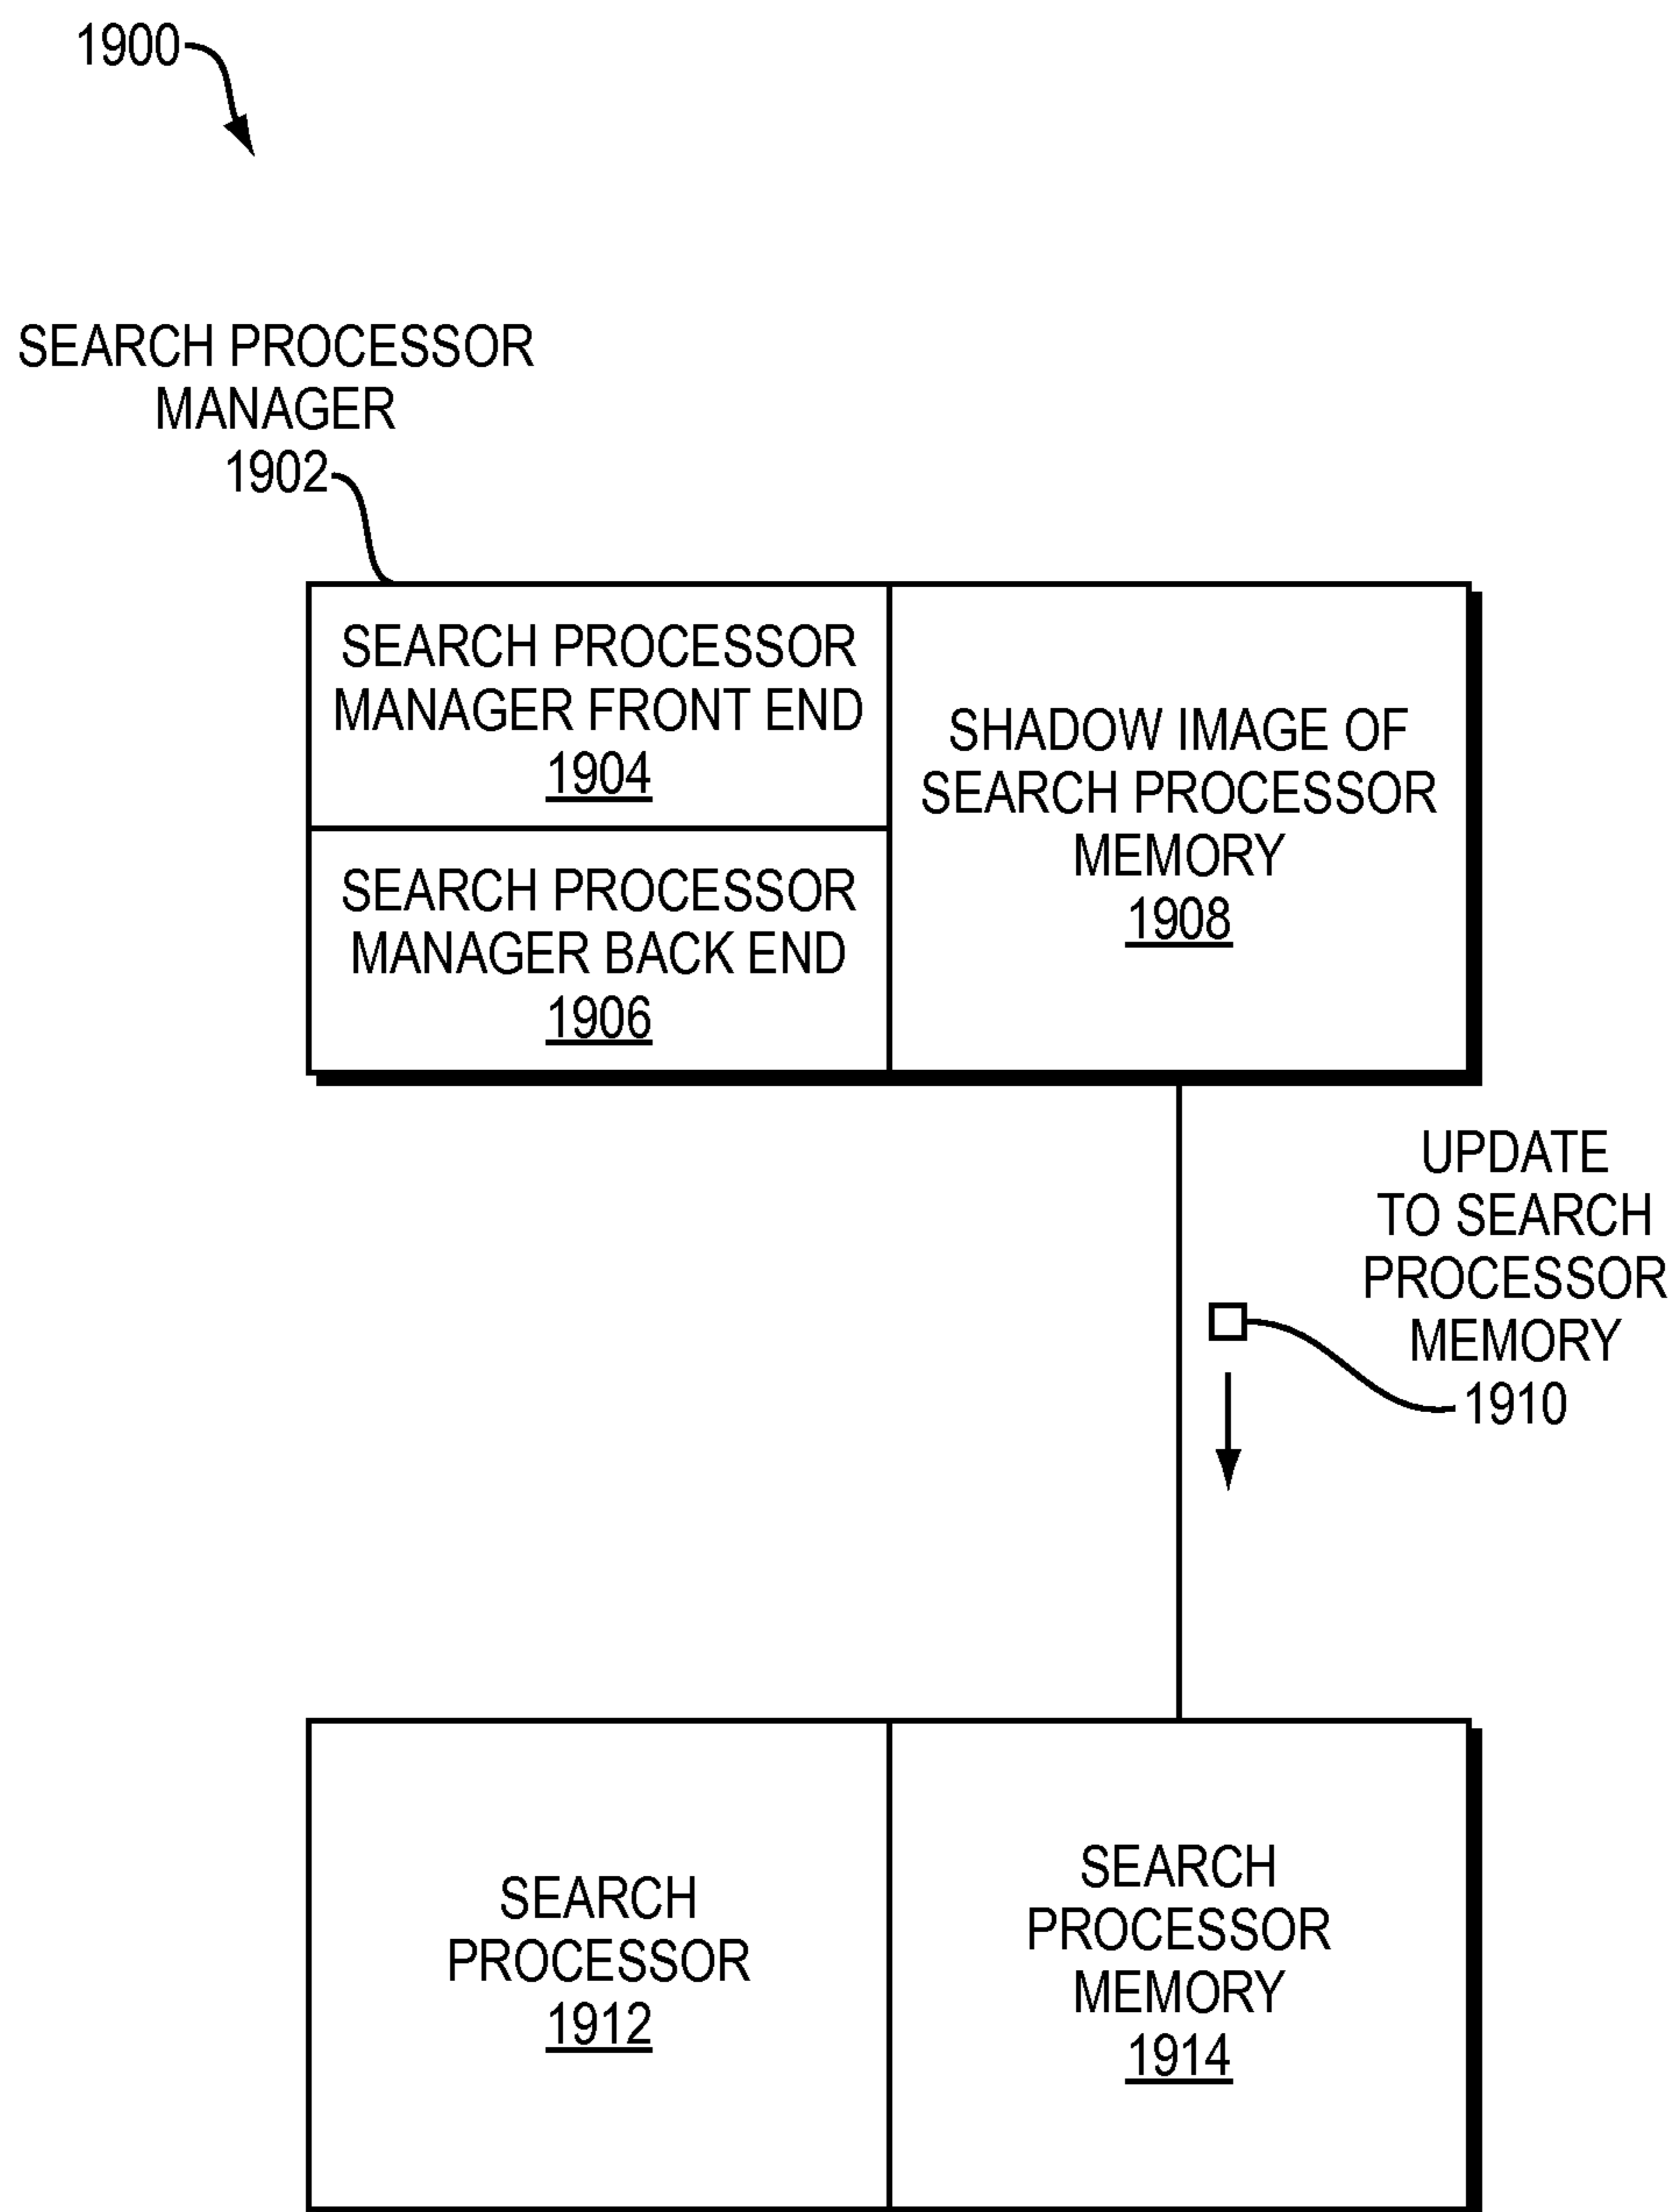 1900
SEARCH PROCESSOR
MANAGER
1902
SEARCH PROCESSOR
MANAGER FRONT END
1904
SEARCH PROCESSOR
MANAGER BACK END
1906
SHADOW IMAGE OF
SEARCH PROCESSOR
MEMORY
1908
UPDATE
TO SEARCH
PROCESSOR
MEMORY
1910
SEARCH
PROCESSOR
1912
SEARCH
PROCESSOR
MEMORY
1914